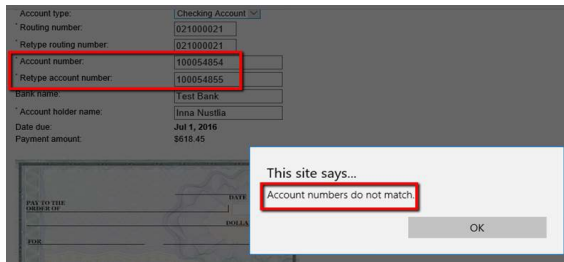 Account type: Checking Account
* Routing number: 021000021
* Retype routing number: 021000021
* Account number: 100054854
* Retype account number: 100054855
Bank name: Test Bank
* Account holder name: Inna Nustlia
Date due: Jul 1, 2016
Payment amount: $618.45
This site says...
Account numbers do not match.
OK
DATE
PAY TO THE
ORDER OF
DOLLA
FOR